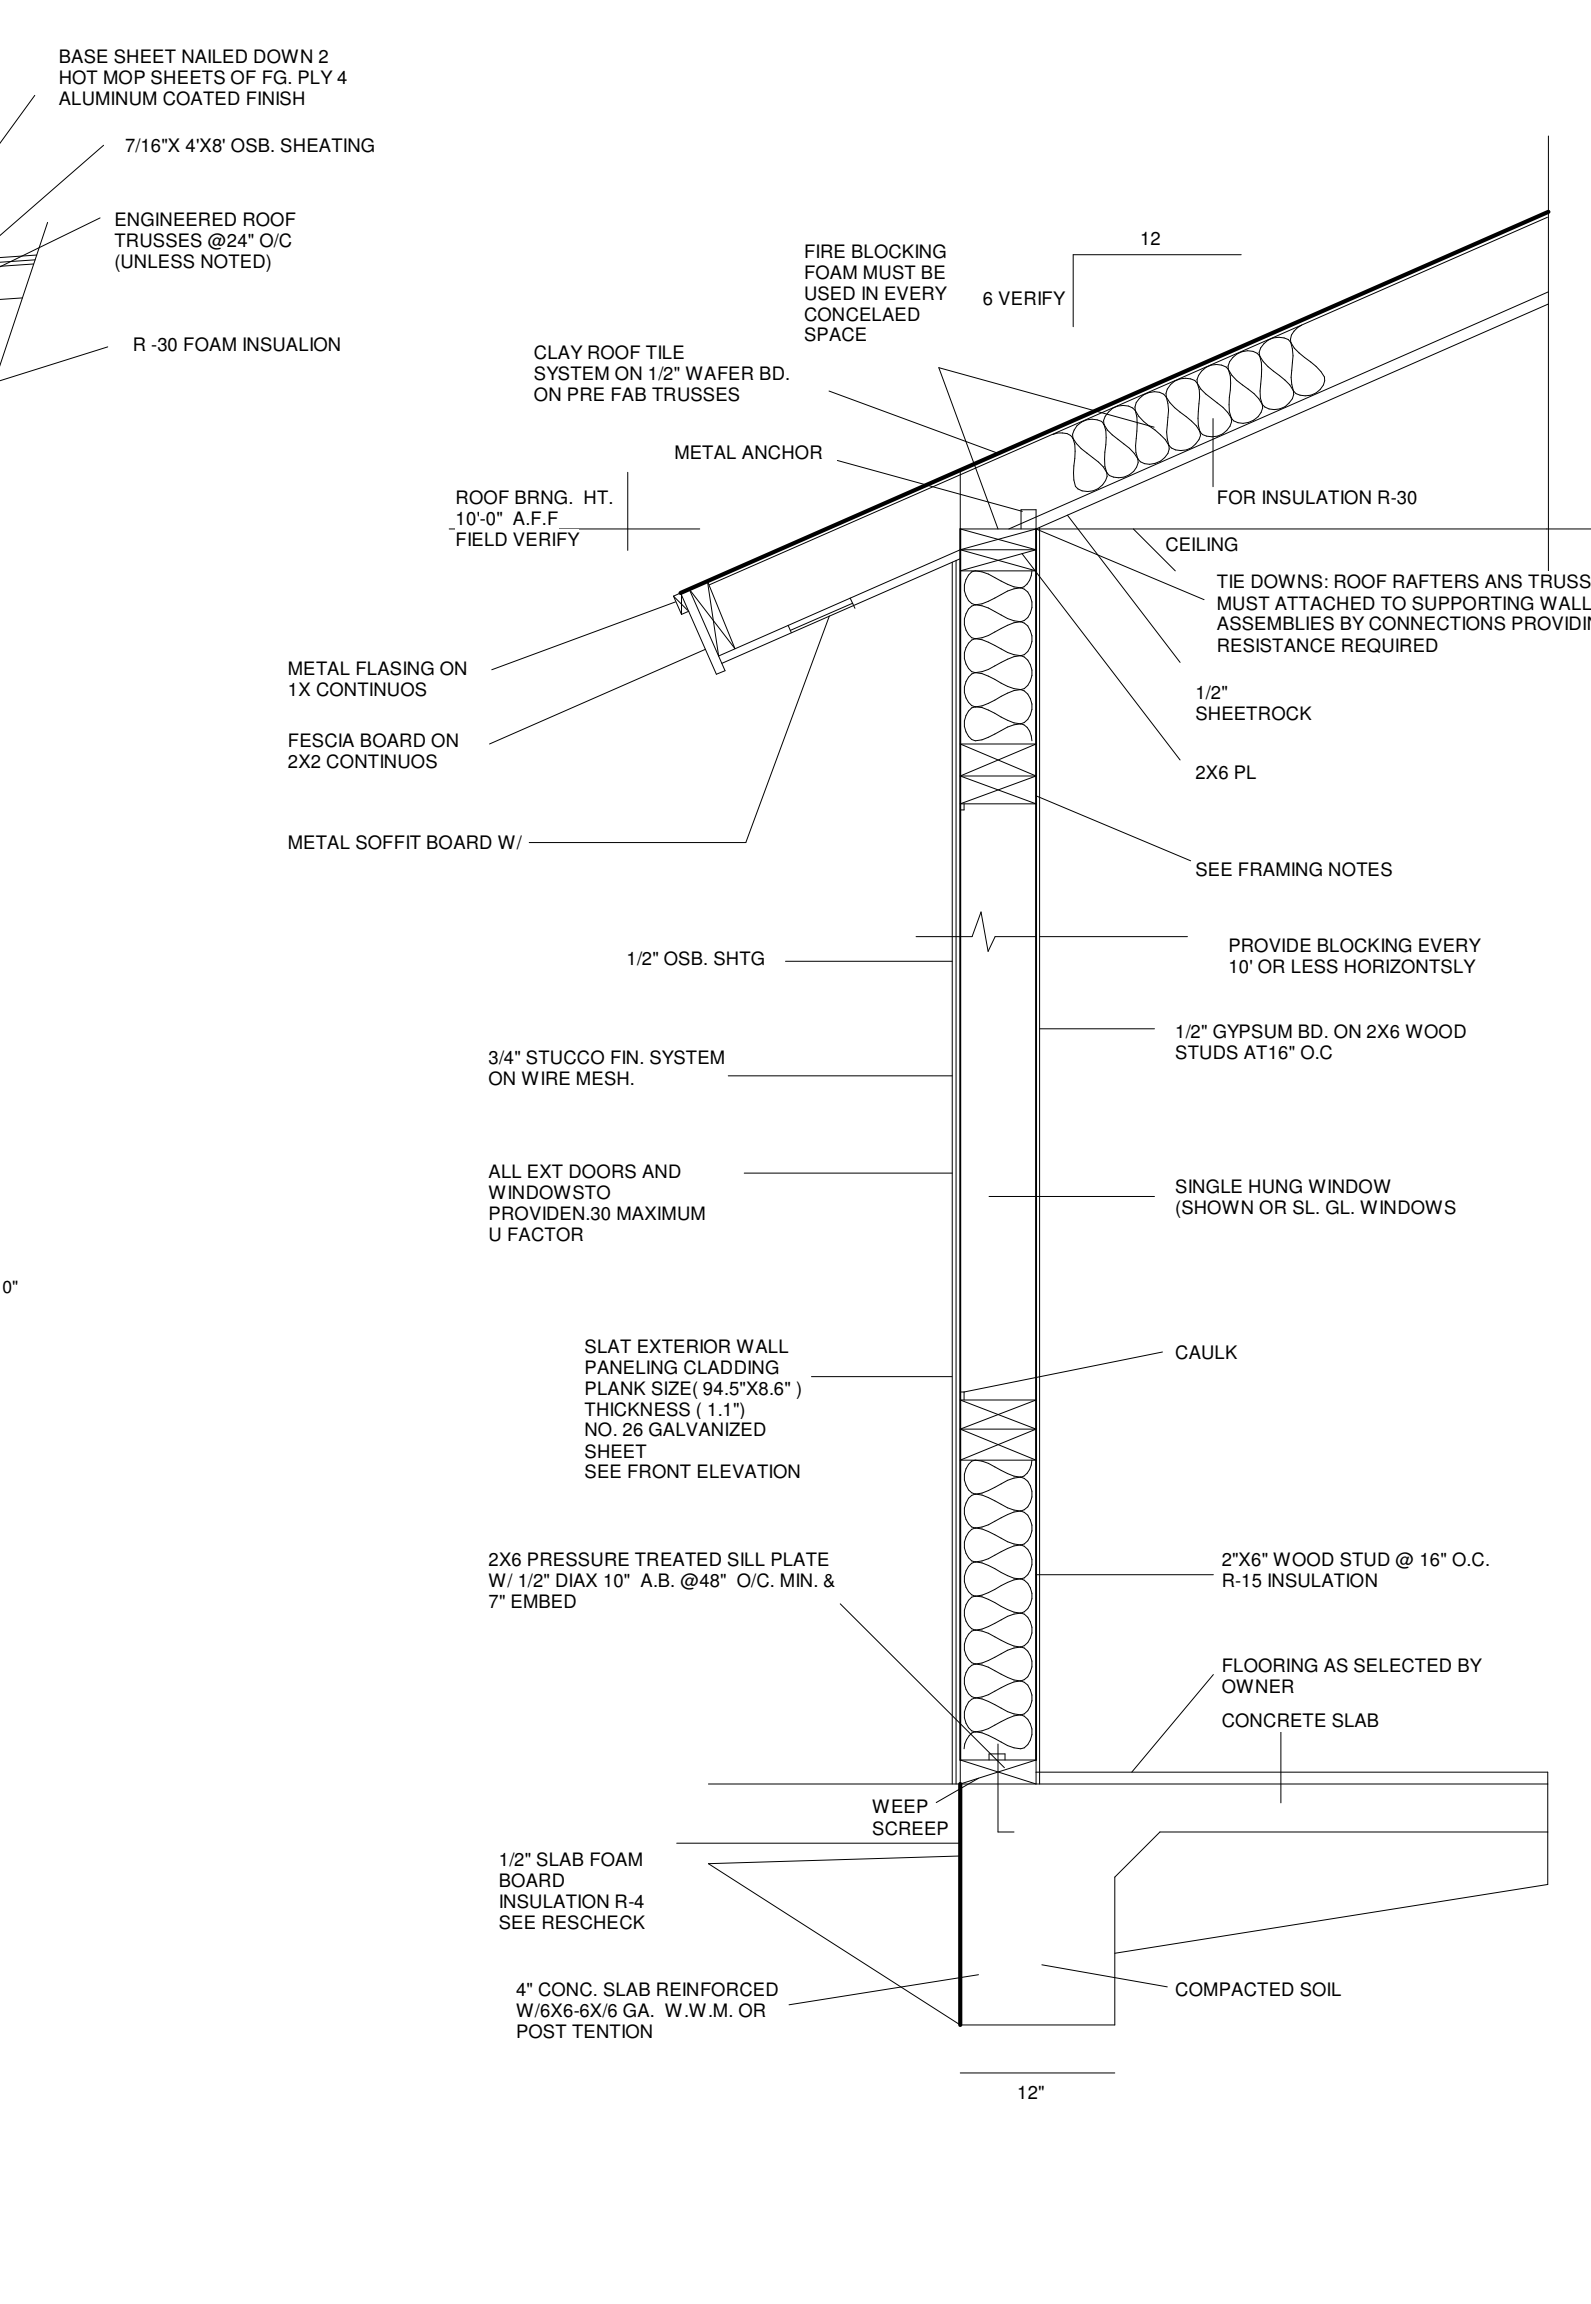 BASE SHEET NAILED DOWN 2
HOT MOP SHEETS OF FG. PLY 4
ALUMINUM COATED FINISH
7/16"X 4'X8' OSB. SHEATING
ENGINEERED ROOF
TRUSSES @24" O/C
(UNLESS NOTED)
R -30 FOAM INSUALION
12
6 VERIFY
FIRE BLOCKING
FOAM MUST BE
USED IN EVERY
CONCELAED
SPACE
CLAY ROOF TILE
SYSTEM ON 1/2" WAFER BD.
ON PRE FAB TRUSSES
METAL ANCHOR
ROOF BRNG. HT.
10'-0" A.F.F
FIELD VERIFY
FOR INSULATION R-30
CEILING
TIE DOWNS: ROOF RAFTERS ANS TRUSS
MUST ATTACHED TO SUPPORTING WALL
ASSEMBLIES BY CONNECTIONS PROVIDIN
RESISTANCE REQUIRED
METAL FLASING ON
1X CONTINUOS
1/2"
SHEETROCK
FESCIA BOARD ON
2X2 CONTINUOS
2X6 PL
METAL SOFFIT BOARD W/
SEE FRAMING NOTES
1/2" OSB. SHTG
PROVIDE BLOCKING EVERY
10' OR LESS HORIZONTSLY
3/4" STUCCO FIN. SYSTEM
ON WIRE MESH.
1/2" GYPSUM BD. ON 2X6 WOOD
STUDS AT16" O.C
ALL EXT DOORS AND
WINDOWSTO
PROVIDEN.30 MAXIMUM
U FACTOR
SINGLE HUNG WINDOW
(SHOWN OR SL. GL. WINDOWS
0"
SLAT EXTERIOR WALL
PANELING CLADDING
PLANK SIZE( 94.5"X8.6" )
THICKNESS ( 1.1")
NO. 26 GALVANIZED
SHEET
SEE FRONT ELEVATION
CAULK
2X6 PRESSURE TREATED SILL PLATE
W/ 1/2" DIAX 10" A.B. @48" O/C. MIN. &
7" EMBED
2"X6" WOOD STUD @ 16" O.C.
R-15 INSULATION
FLOORING AS SELECTED BY
OWNER
CONCRETE SLAB
WEEP
SCREEP
1/2" SLAB FOAM
BOARD
INSULATION R-4
SEE RESCHECK
4" CONC. SLAB REINFORCED
W/6X6-6X/6 GA. W.W.M. OR
POST TENTION
COMPACTED SOIL
12"